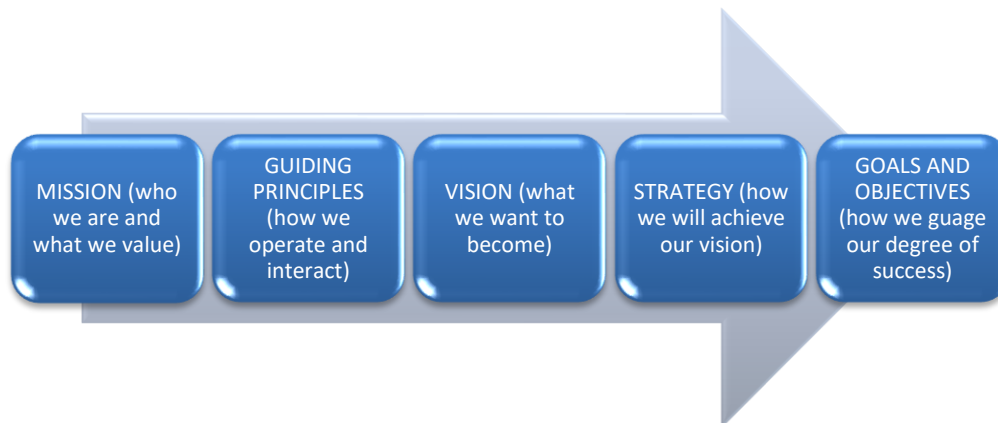 MISSION (who
we are and
what we value)
GUIDING
PRINCIPLES
(how we
operate and
interact)
VISION (what
we want to
become)
STRATEGY (how
we will achieve
our vision)
GOALS AND
OBJECTIVES
(how we guage
our degree of
success)